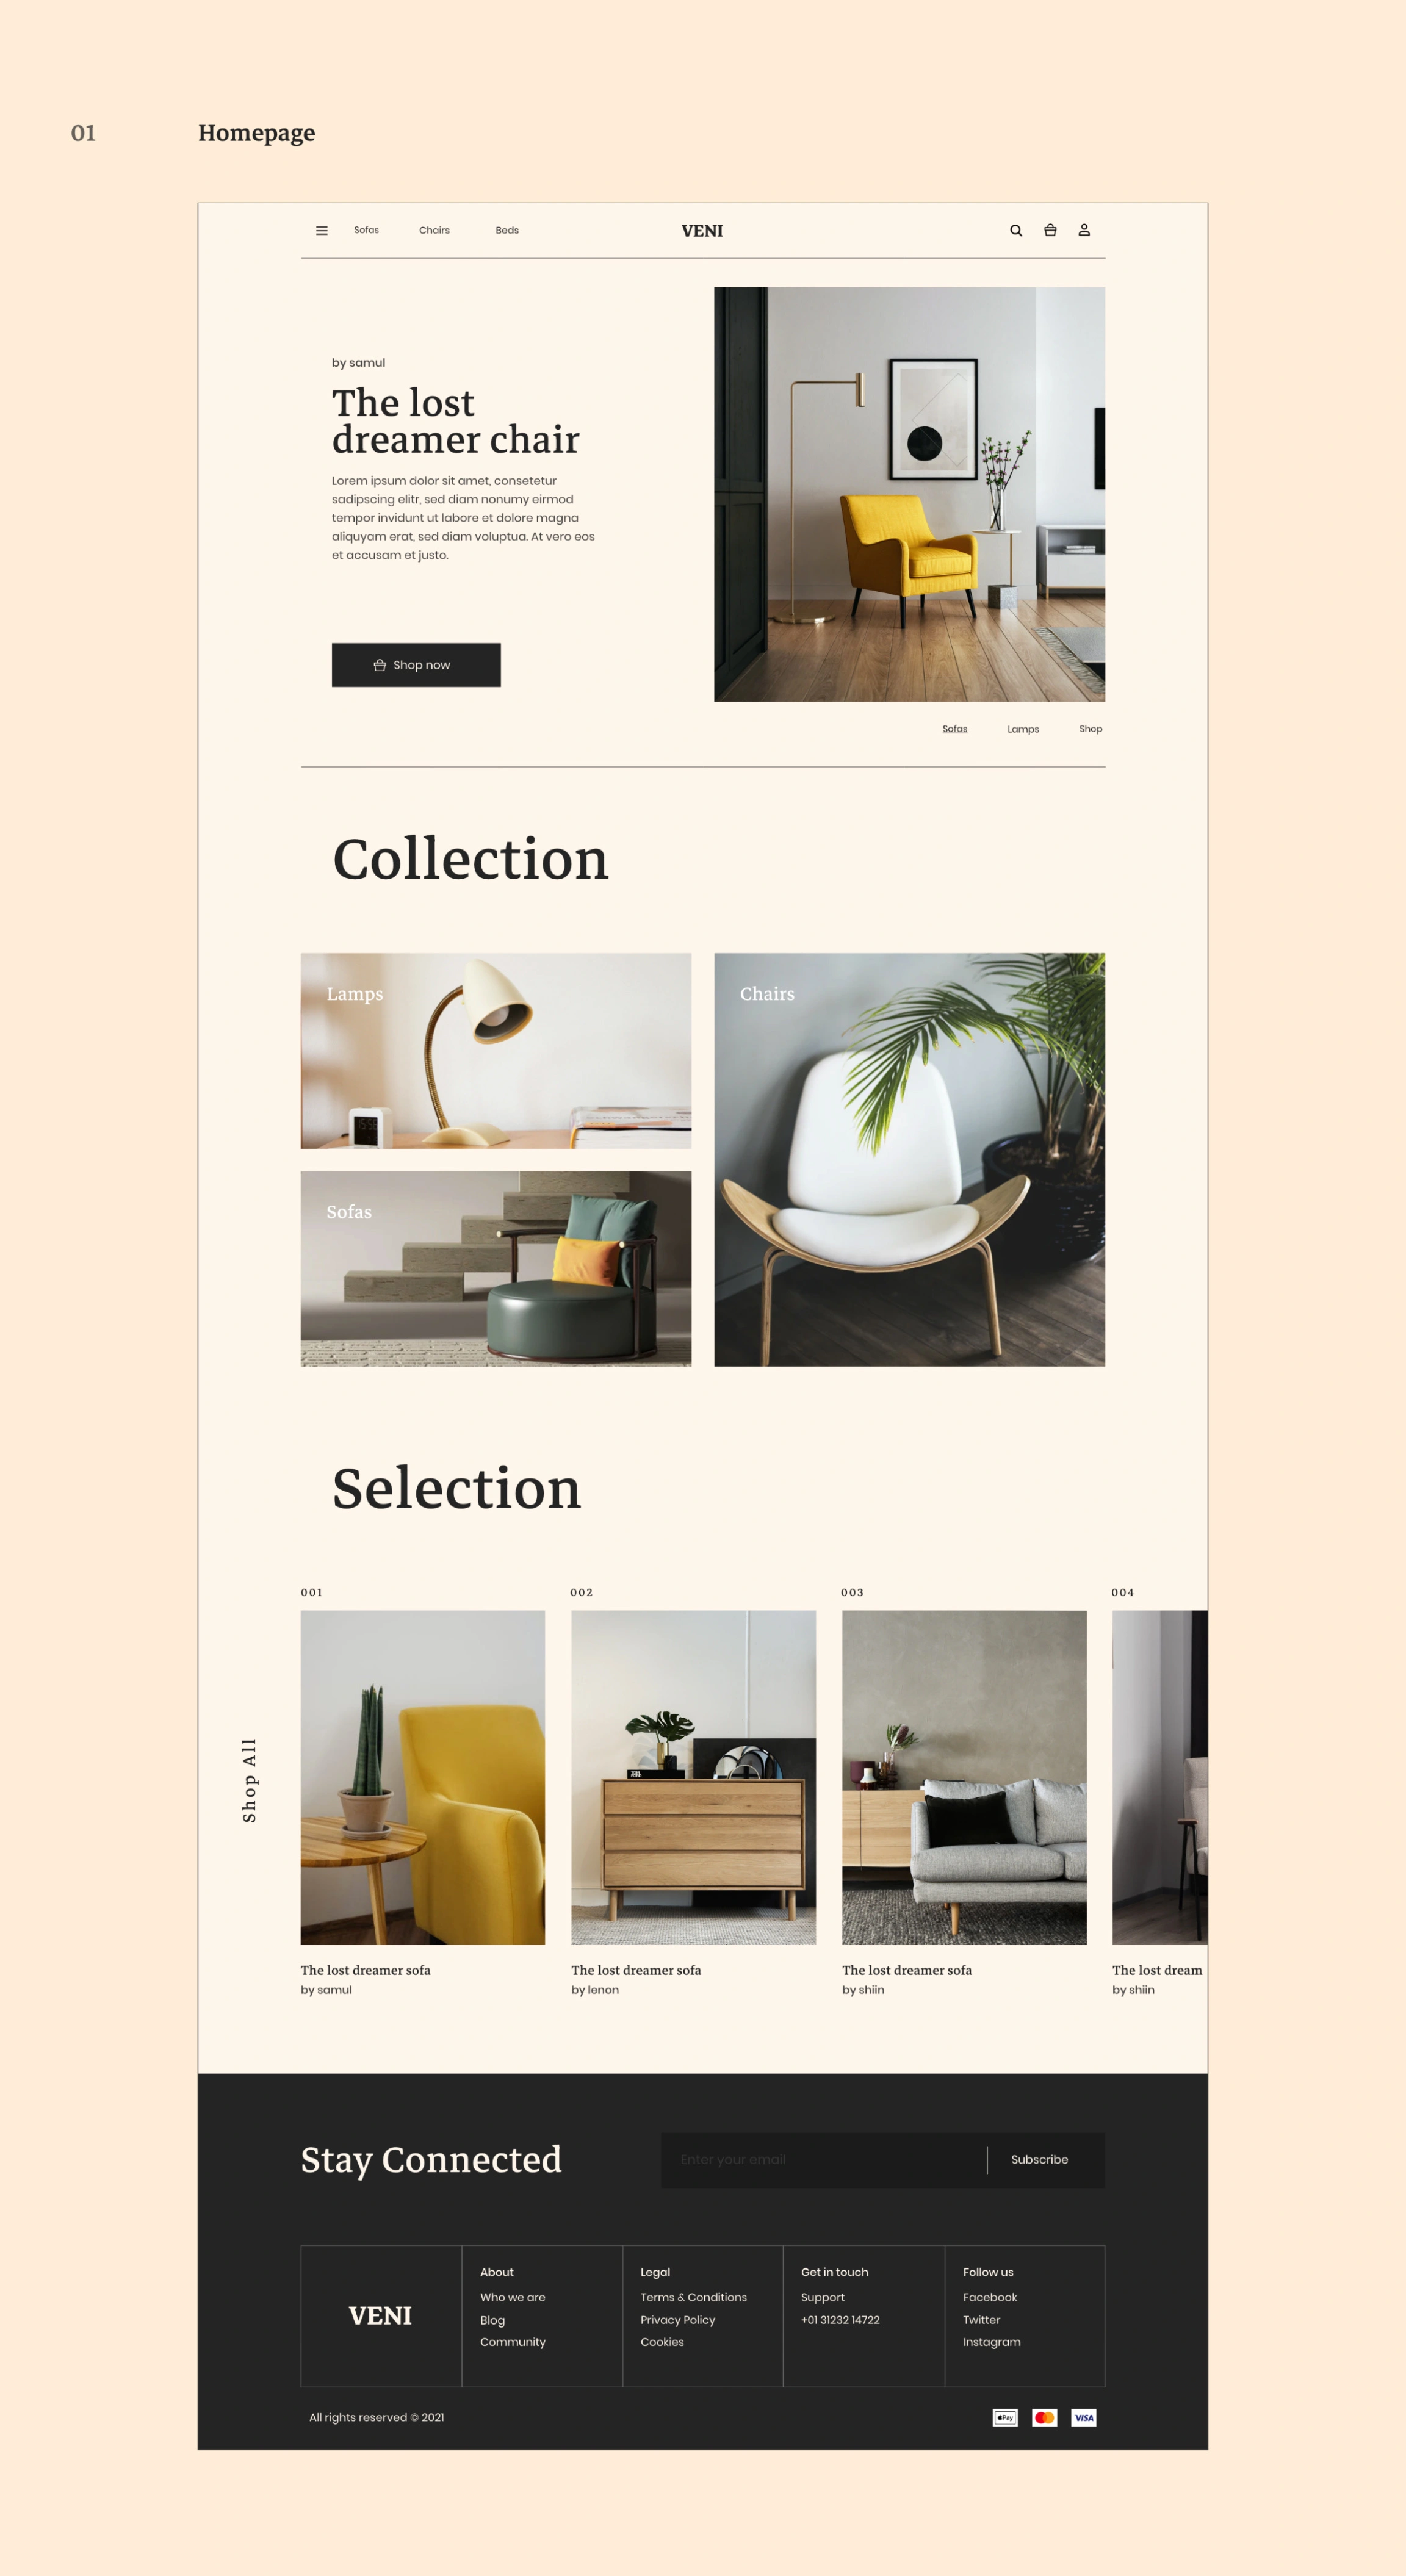 01
Homepage
Sofas
Chairs
Beds
VENI
by samul
The lost
dreamer chair
Lorem ipsum dolor sit amet, consetetur
sadipscing elitr, sed diam nonumy eirmod
tempor invidunt ut labore et dolore magna
aliquyam erat, sed diam voluptua. At vero eos
et accusam et justo.
Shop now
Sofas
Lamps
Shop
Collection
Lamps
Chairs
Sofas
Selection
001
002
003
004
Shop All
The lost dreamer sofa
by samul
The lost dreamer sofa
by lenon
The lost dreamer sofa
by shiin
The lost dream
by shiin
Stay Connected
Enter your email
Subscribe
VENI
About
Who we are
Blog
Community
Legal
Terms & Conditions
Privacy Policy
Cookies
Get in touch
Support
+01 31232 14722
Follow us
Facebook
Twitter
Instagram
All rights reserved © 2021
Pay
VISA